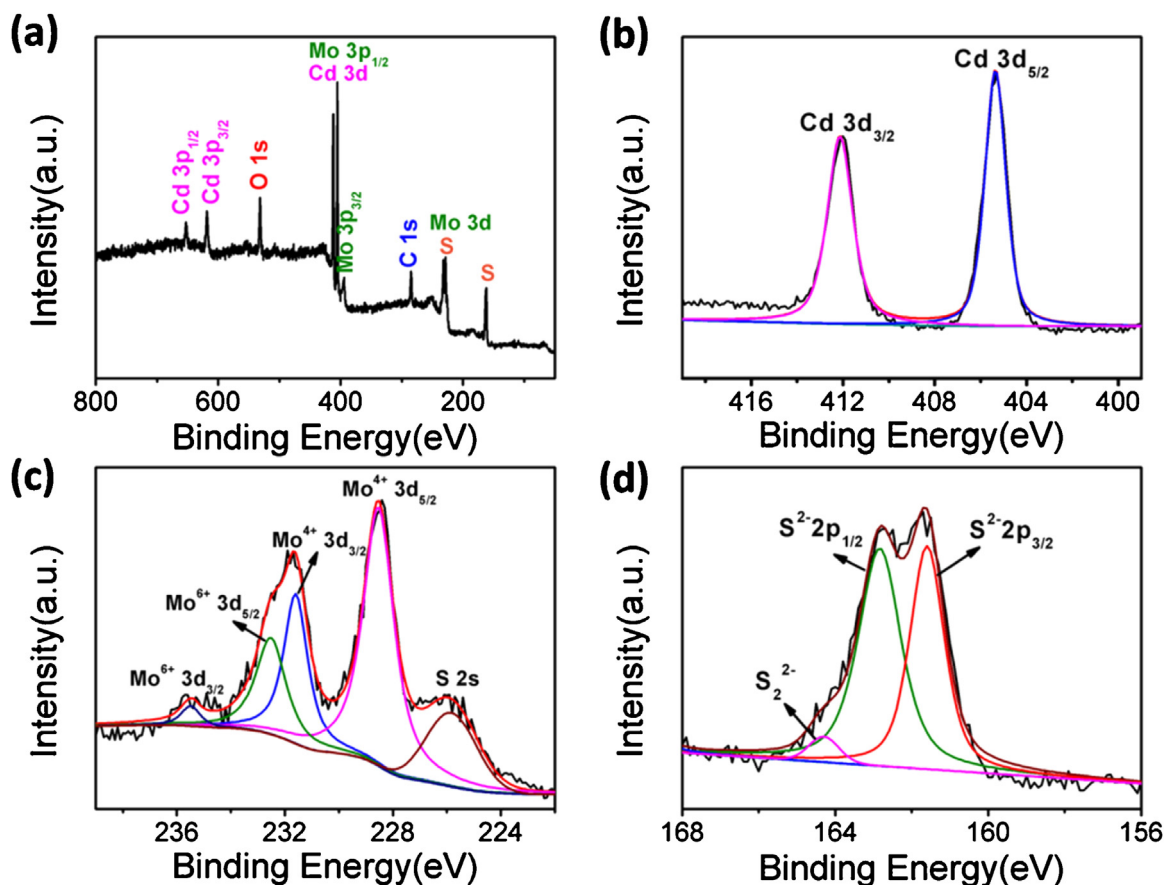 (a)
Mo 3p1/2
Cd 3d
Cd 3p1/2
Cd 3p3/2
O 1s
Mo 3p3/2
C 1s
Mo 3d
S
S
Intensity(a.u.)
800 600 400 200
Binding Energy(eV)
(b)
Cd 3d5/2
Cd 3d3/2
Intensity(a.u.)
416 412 408 404 400
Binding Energy(eV)
(c)
Mo4+ 3d5/2
Mo4+ 3d3/2
Mo6+ 3d5/2
Mo6+ 3d3/2
S 2s
Intensity(a.u.)
236 232 228 224
Binding Energy(eV)
(d)
S2-2p1/2
S2-2p3/2
S22-
Intensity(a.u.)
168 164 160 156
Binding Energy(eV)